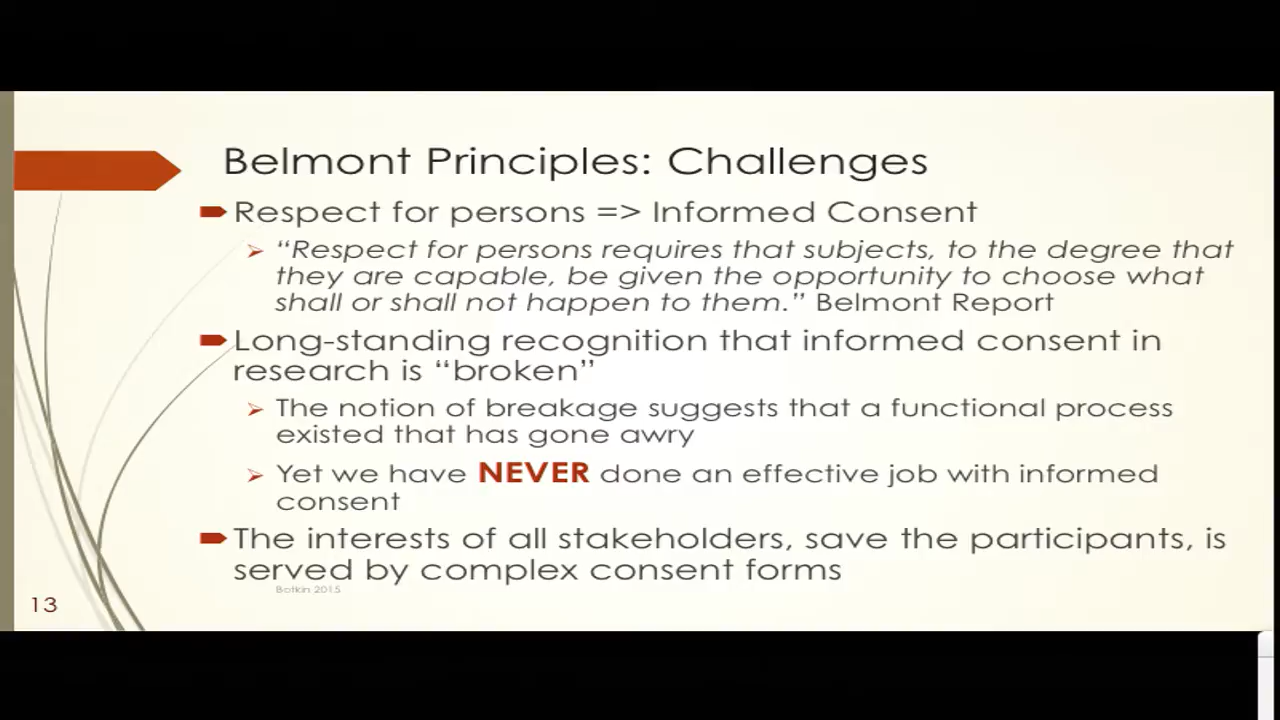 Belmont Principles: Challenges
Respect for persons => Informed Consent
“Respect for persons requires that subjects, to the degree that
they are capable, be given the opportunity to choose what
shall or shall not happen to them.” Belmont Report
Long-standing recognition that informed consent in
research is “broken”
The notion of breakage suggests that a functional process
existed that has gone awry
Yet we have NEVER done an effective job with informed
consent
The interests of all stakeholders, save the participants, is
served by complex consent forms
Botkin 2015
13